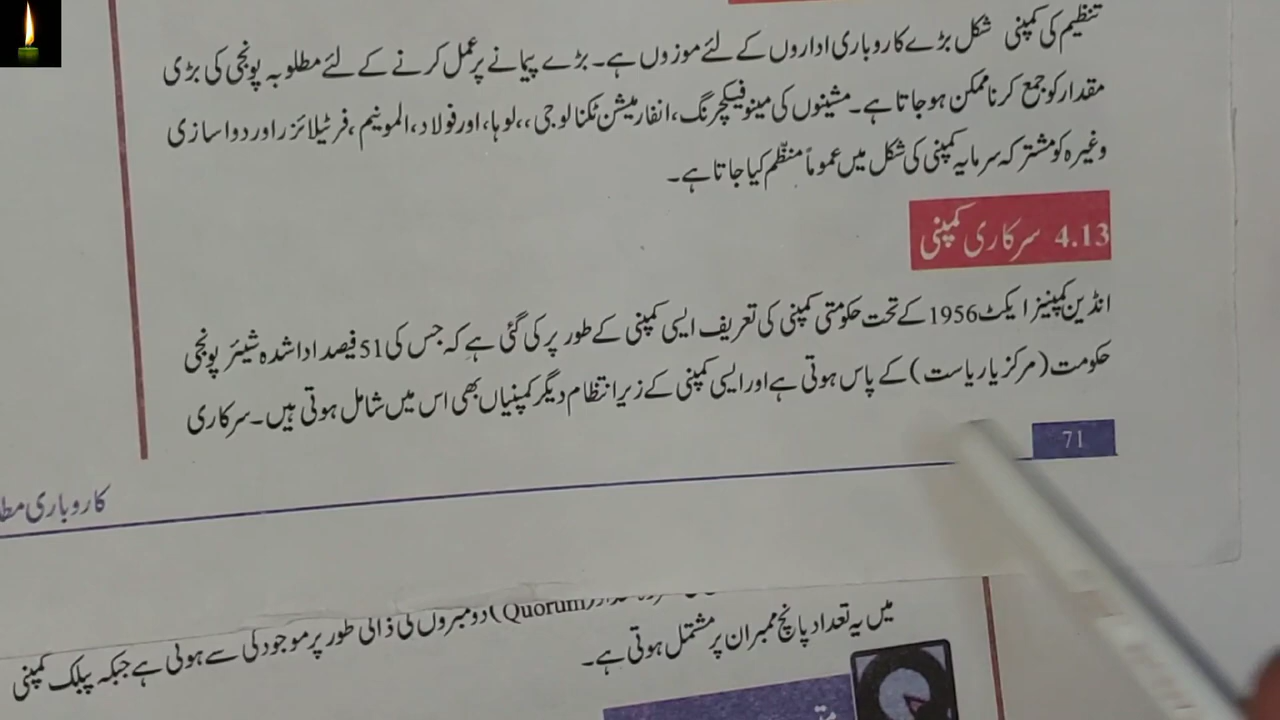 تنظیم کی کمپنی شکل بڑے کاروباری اداروں کے لئے موزوں ہے۔ بڑے پیمانے پر عمل کرنے کے لئے مطلوبہ پونجی کی بڑی
مقدار کو جمع کرنا ممکن ہو جاتا ہے۔ مشینوں کی مینوفیکچرنگ، انفارمیشن ٹکنالوجی،، لوہا، اور فولاد، المونیم، فرٹیلائزر اور دوا سازی
وغیرہ کو مشترکہ سرمایہ کمپنی کی شکل میں عموماً منظّم کیا جاتا ہے۔
4.13 سرکاری کمپنی
انڈین کمپنیز ایکٹ 1956 کے تحت حکومتی کمپنی کی تعریف ایسی کمپنی کے طور پر کی گئی ہے کہ جس کی 51 فیصد ادا شدہ شیئر پونجی
حکومت (مرکز یا ریاست) کے پاس ہوتی ہے اور ایسی کمپنی کے زیر انتظام دیگر کمپنیاں بھی اس میں شامل ہوتی ہیں۔ سرکاری
71
کاروباری
(Quorum) دو ممبروں کی ذاتی طور پر موجودگی سے ہوتی ہے جبکہ پبلک کمپنی
میں یہ تعداد پانچ ممبران پر مشتمل ہوتی ہے۔